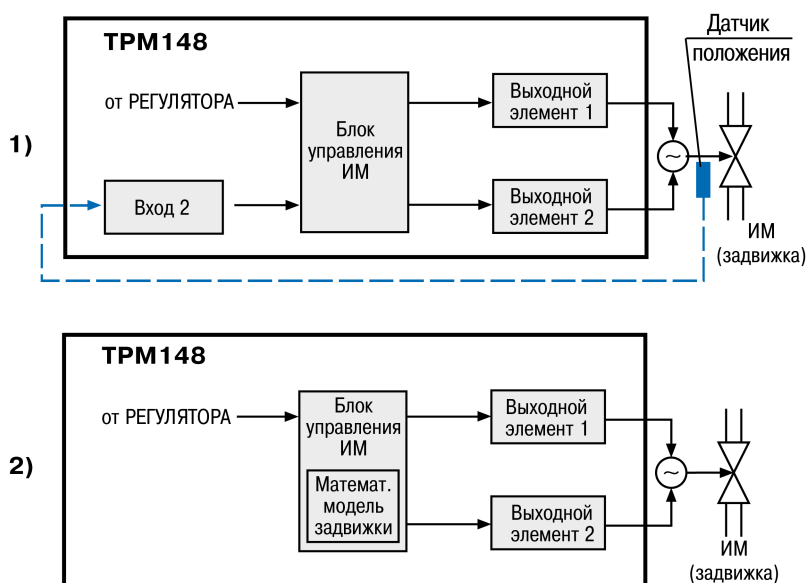 Датчик
положения
ТРМ148
1)
от РЕГУЛЯТОРА
Блок
управления
ИМ
Выходной
элемент 1
~
Вход 2
Выходной
элемент 2
ИМ
(задвижка)
ТРМ148
2)
от РЕГУЛЯТОРА
Блок
управления
ИМ
Математ.
модель
задвижки
Выходной
элемент 1
~
Выходной
элемент 2
ИМ
(задвижка)